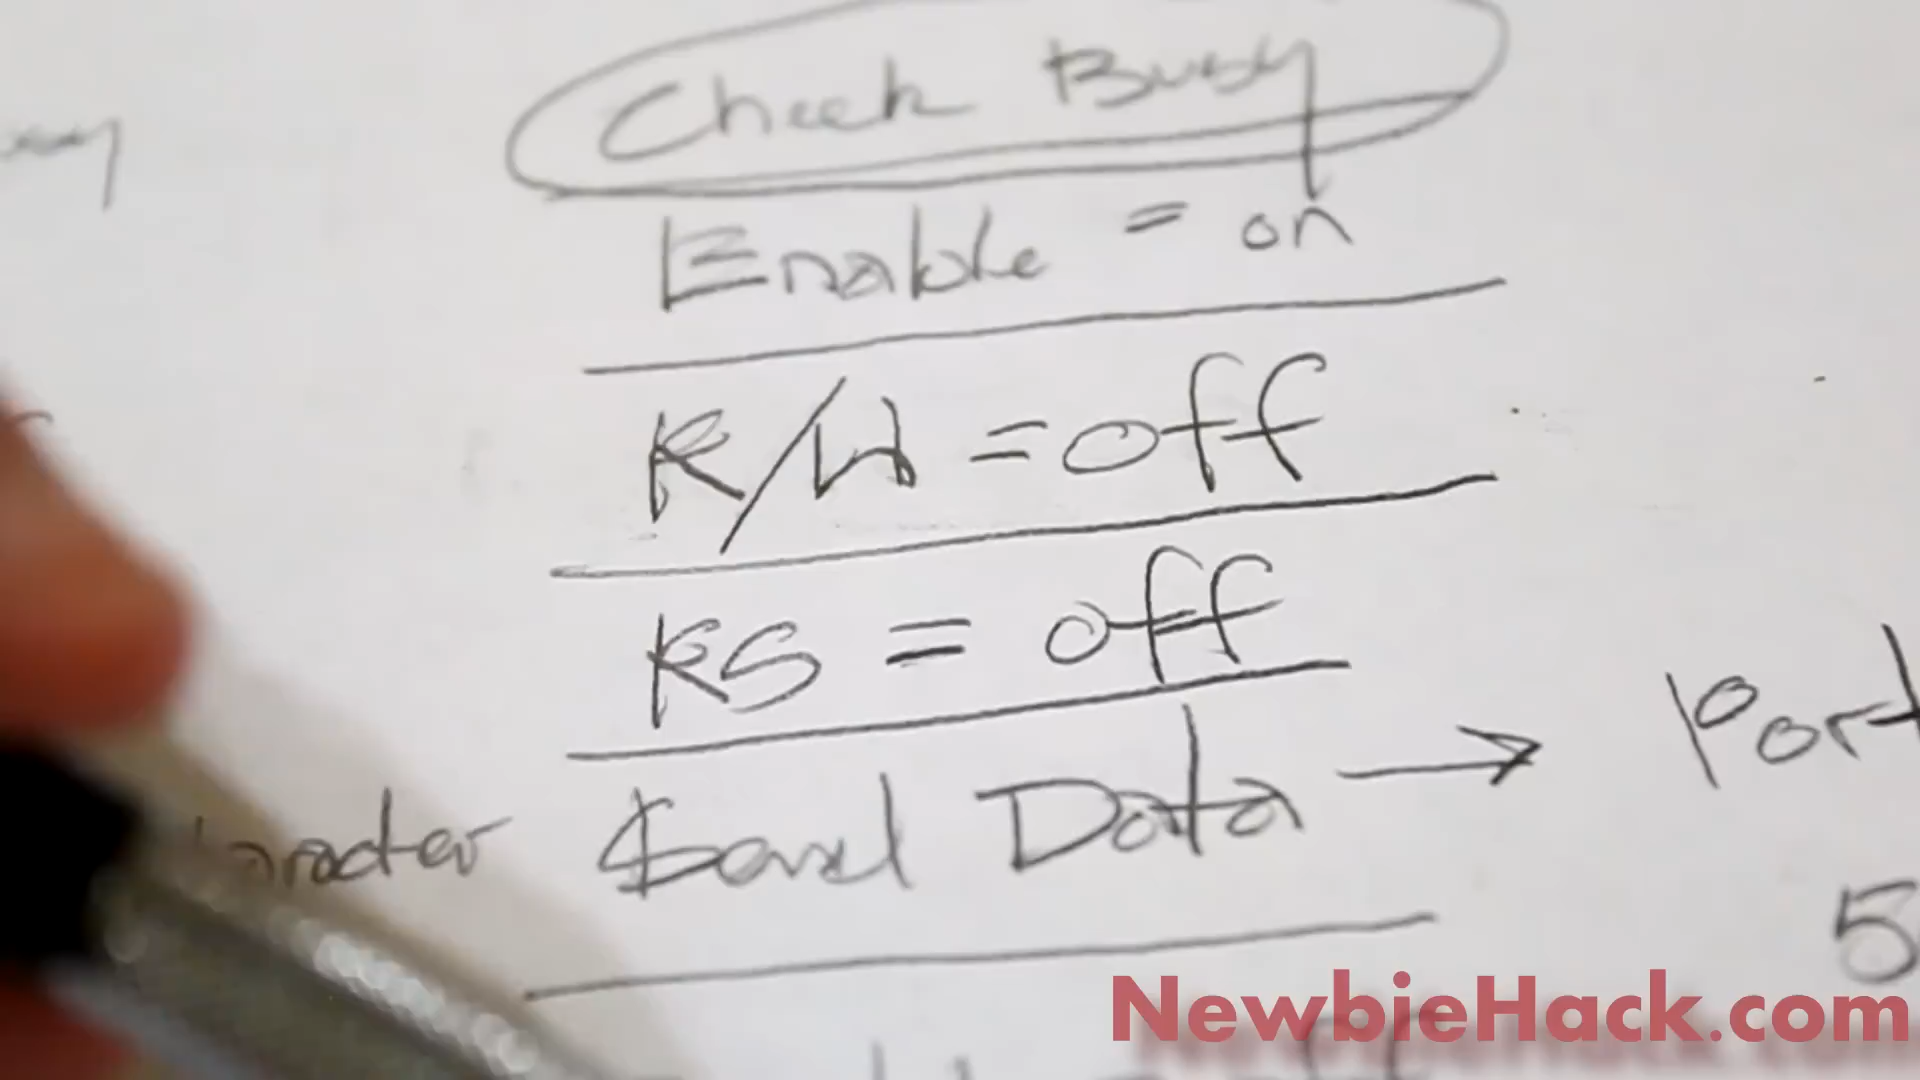 Check Busy
Enable = on
R/W = off
RS = off
Send Data → Port
5
NewbieHack.com